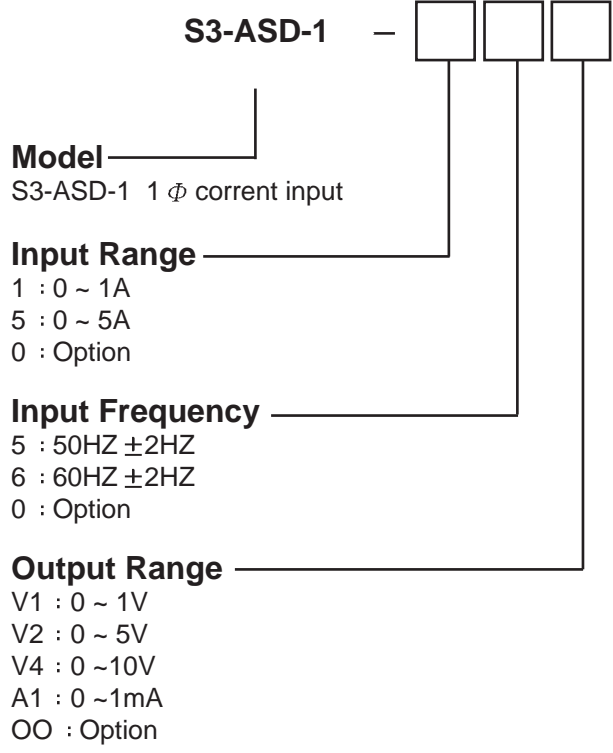 S3-ASD-1 –
Model
S3-ASD-1 1 Φ corrent input
Input Range
1 : 0 ~ 1A
5 : 0 ~ 5A
0 : Option
Input Frequency
5 : 50HZ ±2HZ
6 : 60HZ ±2HZ
0 : Option
Output Range
V1 : 0 ~ 1V
V2 : 0 ~ 5V
V4 : 0 ~10V
A1 : 0 ~1mA
OO : Option